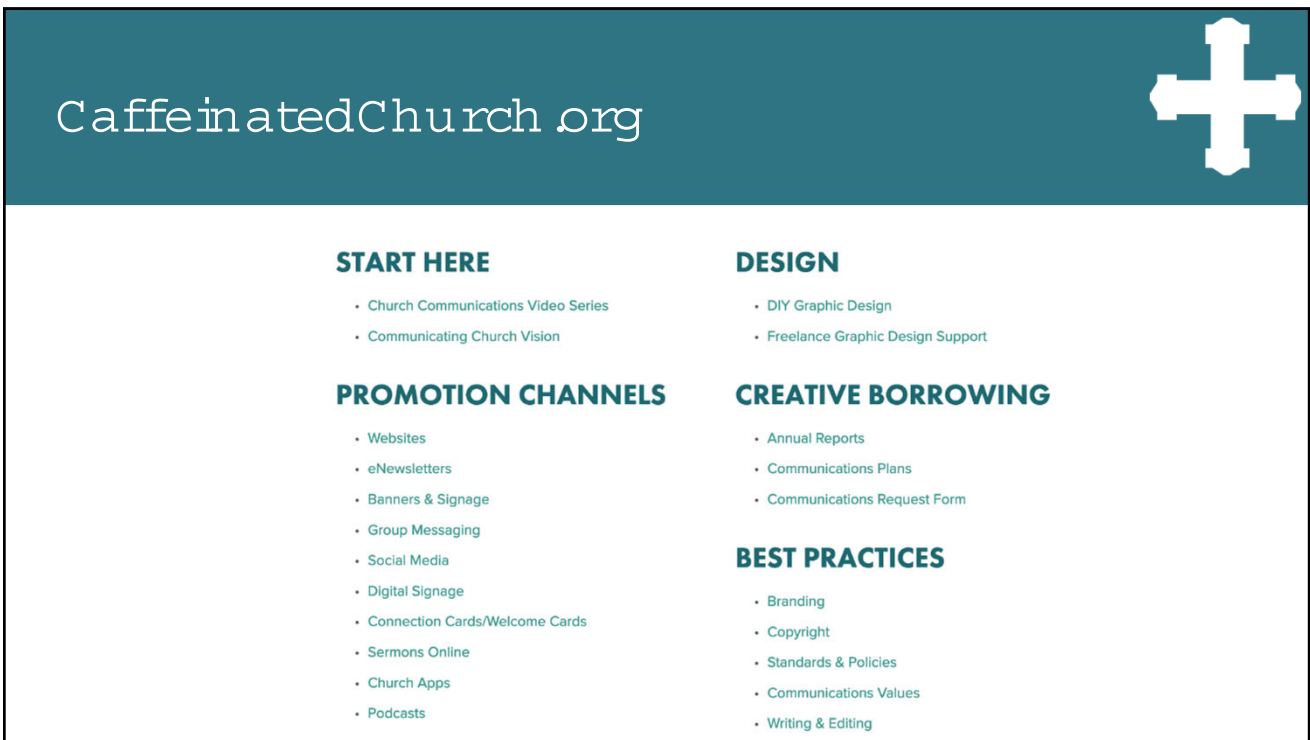 CaffeinatedChurch.org
START HERE
• Church Communications Video Series
• Communicating Church Vision
PROMOTION CHANNELS
• Websites
• eNewsletters
• Banners & Signage
• Group Messaging
• Social Media
• Digital Signage
• Connection Cards/Welcome Cards
• Sermons Online
• Church Apps
• Podcasts
DESIGN
• DIY Graphic Design
• Freelance Graphic Design Support
CREATIVE BORROWING
• Annual Reports
• Communications Plans
• Communications Request Form
BEST PRACTICES
• Branding
• Copyright
• Standards & Policies
• Communications Values
• Writing & Editing